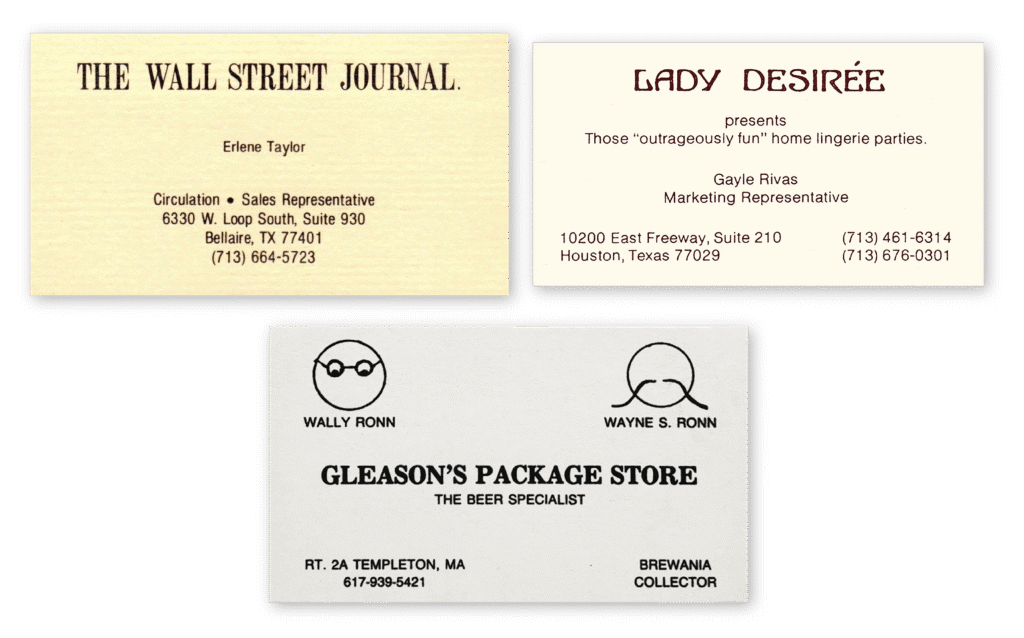 THE WALL STREET JOURNAL.
Erlene Taylor
Circulation • Sales Representative
6330 W. Loop South, Suite 930
Bellaire, TX 77401
(713) 664-5723
LADY DESIRÉE
presents
Those “outrageously fun” home lingerie parties.
Gayle Rivas
Marketing Representative
10200 East Freeway, Suite 210 (713) 461-6314
Houston, Texas 77029 (713) 676-0301
WALLY RONN WAYNE S. RONN
GLEASON'S PACKAGE STORE
THE BEER SPECIALIST
RT. 2A TEMPLETON, MA BREWANIA
617-939-5421 COLLECTOR